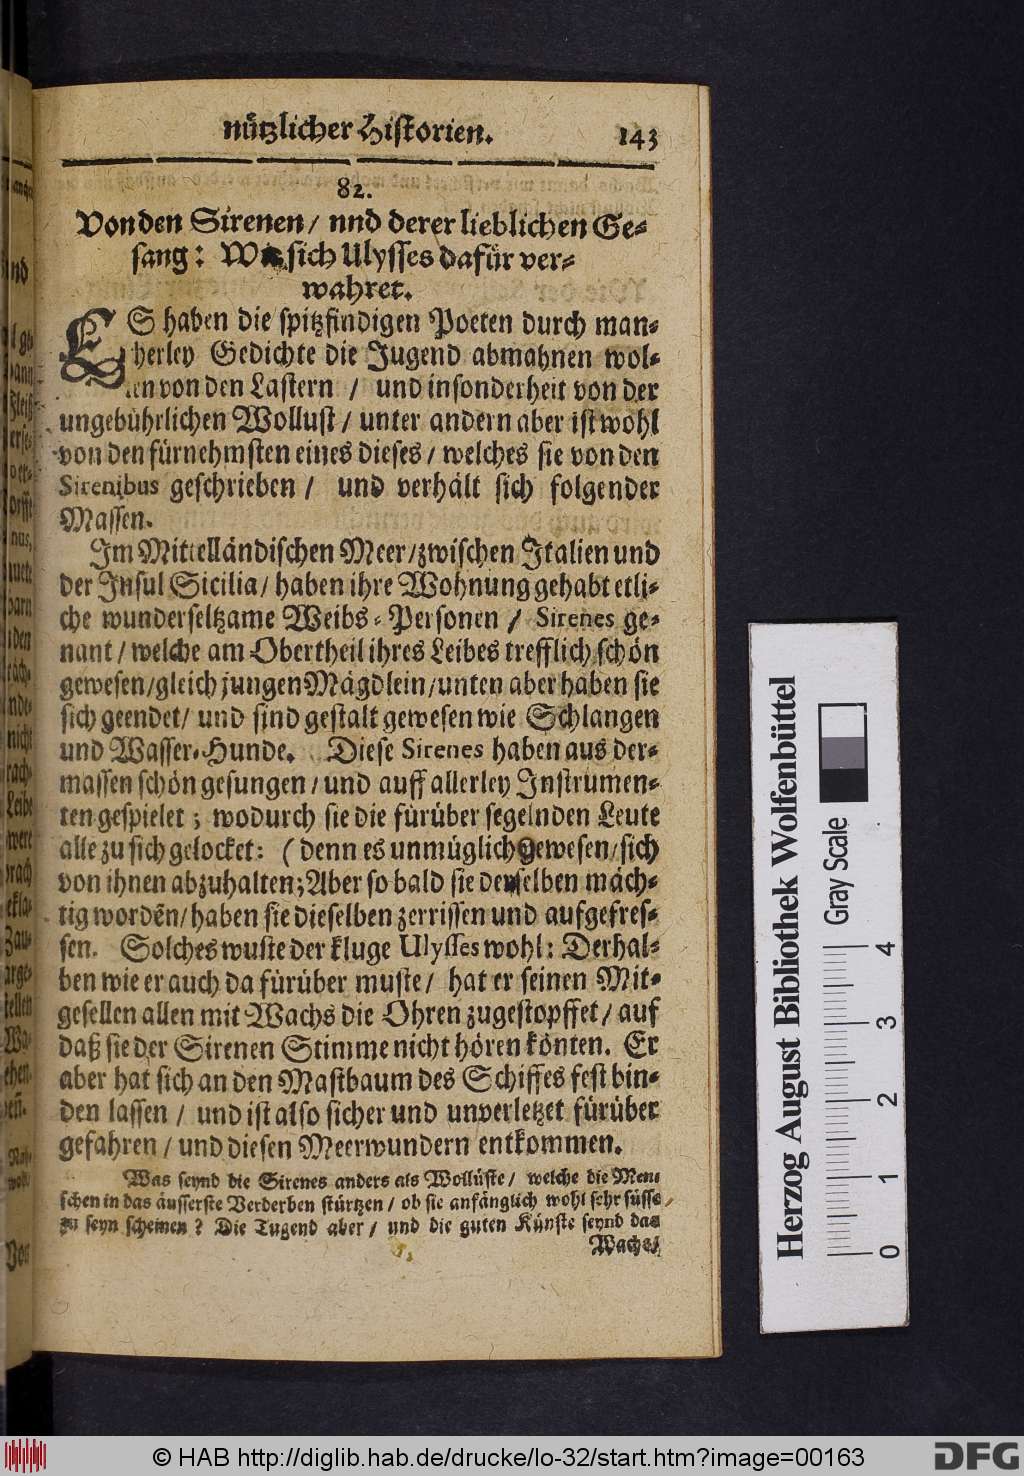 nützlicher Historien. 143
82.
Von den Sirenen / nnd derer lieblichen Ge-
sang: Wie sich Ulysses dafür ver-
wahret.
ES haben die spitzfindigen Poeten durch man-
cherley Gedichte die Jugend abmahnen wol-
len von den Lastern / und insonderheit von der
ungebührlichen Wollust / unter andern aber ist wohl
von den fürnehmsten eines dieses / welches sie von den
Sirenibus geschrieben / und verhält sich folgender
Massen.
Im Mittelländischen Meer / zwischen Italien und
der Insul Sicilia / haben ihre Wohnung gehabt etli-
che wunderseltzame Weibs-Personen / Sirenes ge-
nant / welche am Obertheil ihres Leibes trefflich schön
gewesen / gleich jungen Mägdlein / unten aber haben sie
sich geendet / und sind gestalt gewesen wie Schlangen
und Wasser-Hunde. Diese Sirenes haben aus der-
massen schön gesungen / und auff allerley Instrumen-
ten gespielet; wodurch sie die fürüber segelnden Leute
alle zu sich gelocket: (denn es unmüglich gewesen / sich
von ihnen abzuhalten; Aber so bald sie derselben mäch-
tig wordẽn / haben sie dieselben zerrissen und aufgefres-
sen. Solches wuste der kluge Ulysses wohl: Derhal-
ben wie er auch da fürüber muste / hat er seinen Mit-
gesellen allen mit Wachs die Ohren zugestopffet / auf
daß sie der Sirenen Stimme nicht hören könten. Er
aber hat sich an den Mastbaum des Schiffes fest bin-
den lassen / und ist also sicher und unverletzet fürüber
gefahren / und diesen Meerwundern entkommen.
Was seynd die Sirenes anders als Wollüste / welche die Men-
schen in das äusserste Verderben stürtzen / ob sie anfänglich wohl sehr süsse
zu seyn scheinen? Die Tugend aber / und die guten Künste seynd das
Wachs /
Herzog August Bibliothek Wolfenbüttel
Gray Scale
0 1 2 3 4
© HAB http://diglib.hab.de/drucke/lo-32/start.htm?image=00163
DFG